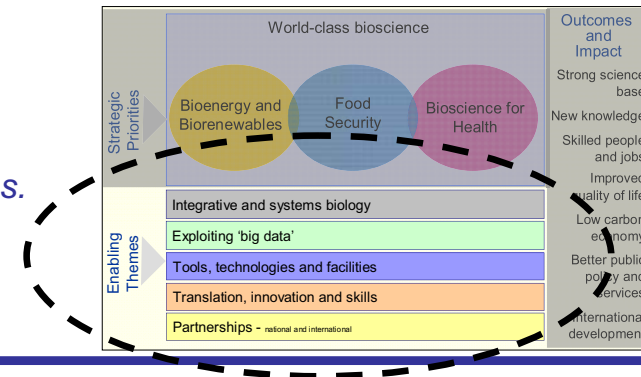 s.
World-class bioscience
Strategic
Priorities
Bioenergy and
Biorenewables
Food
Security
Bioscience for
Health
Enabling
Themes
Integrative and systems biology
Exploiting ‘big data’
Tools, technologies and facilities
Translation, innovation and skills
Partnerships - national and international
Outcomes
and
Impact
Strong science
base
New knowledge
Skilled people
and jobs
Improved
quality of life
Low carbon
economy
Better public
policy and
services
International
development